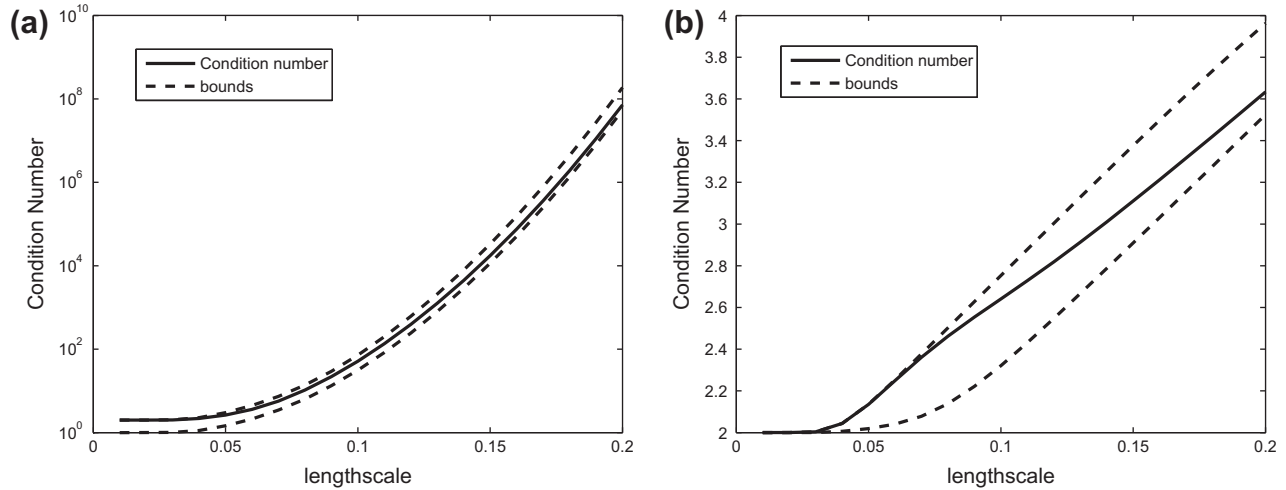 (a)
Condition Number
10^10
10^8
10^6
10^4
10^2
10^0
Condition number
bounds
0 0.05 0.1 0.15 0.2
lengthscale
(b)
Condition Number
4
3.8
3.6
3.4
3.2
3
2.8
2.6
2.4
2.2
2
Condition number
bounds
0 0.05 0.1 0.15 0.2
lengthscale